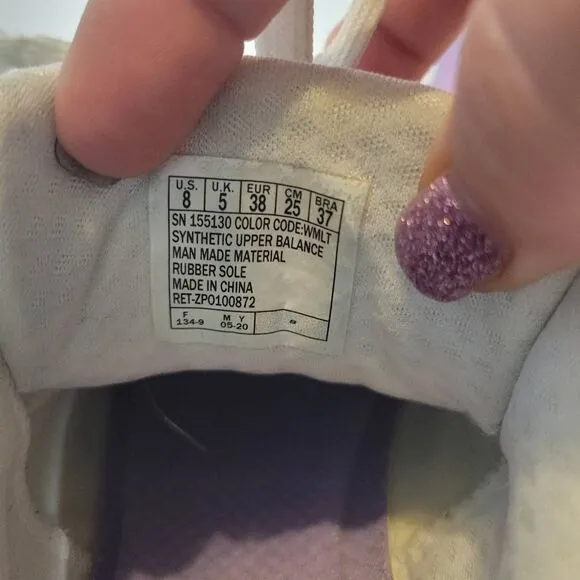 U.S. U.K. EUR CM BRA
8 5 38 25 37
SN 155130 COLOR CODE:WMLT
SYNTHETIC UPPER BALANCE
MAN MADE MATERIAL
RUBBER SOLE
MADE IN CHINA
RET-ZPO100872
F M Y
134-9 05-20